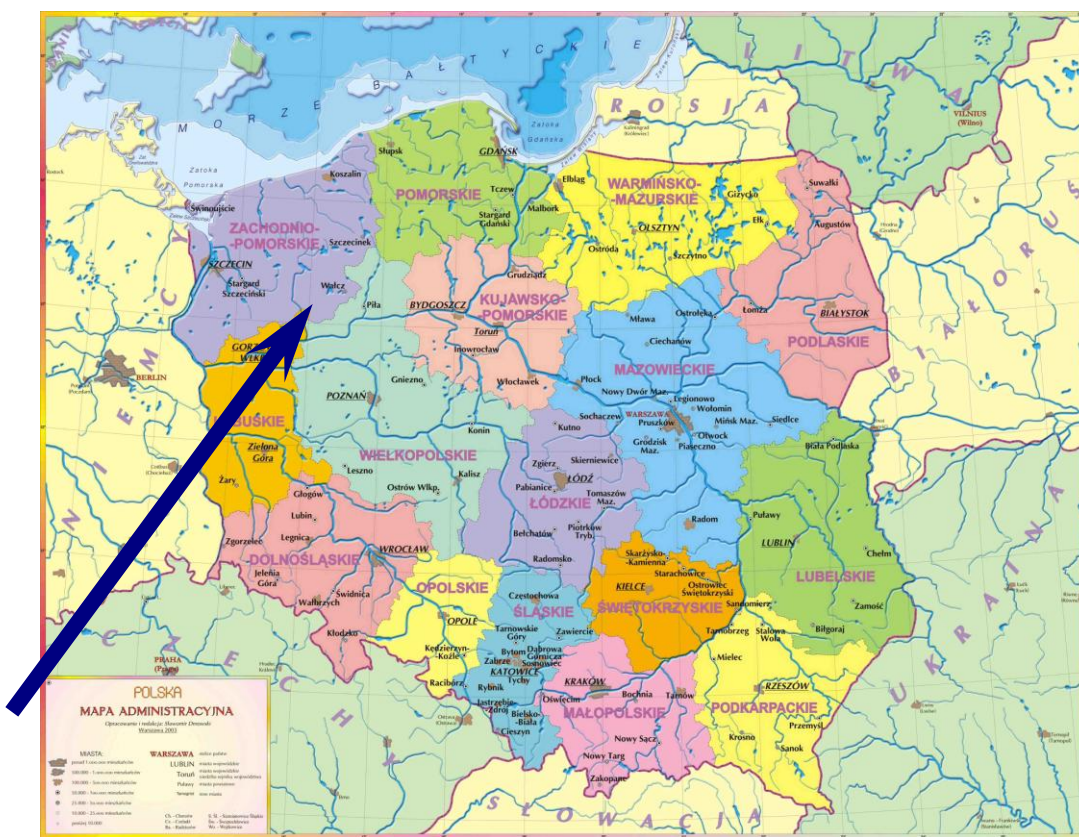 MORZE BAŁTYCKIE
LITWA
ROSJA
BIAŁORUŚ
UKRAINA
SŁOWACJA
CZECHY
NIEMCY
VILNIUS
(Wilno)
Kaliningrad
(Królewiec)
Zatoka
Gdańska
Zatoka
Pomorska
Słupsk
GDAŃSK
Koszalin
Elbląg
Suwałki
POMORSKIE
WARMIŃSKO-
-MAZURSKIE
Giżycko
Tczew
Malbork
Ełk
Świnoujście
Stargard
Gdański
Augustów
ZACHODNIO-
-POMORSKIE
OLSZTYN
Szczecinek
Ostróda
Szczytno
SZCZECIN
Grudziądz
Stargard
Szczeciński
Wałcz
Piła
BYDGOSZCZ
KUJAWSKO-
-POMORSKIE
Łomża
BIAŁYSTOK
Toruń
Mława
Ostrołęka
PODLASKIE
Ciechanów
Inowrocław
MAZOWIECKIE
BERLIN
Gniezno
Włocławek
Płock
Nowy Dwór Maz.
Legionowo
POZNAŃ
Wołomin
Sochaczew
WARSZAWA
Pruszków
Mińsk Maz.
Siedlce
Konin
Kutno
Otwock
Grodzisk
Maz.
Piaseczno
Biała Podlaska
Zielona
Góra
WIELKOPOLSKIE
Leszno
Zgierz
Skierniewice
Żary
Kalisz
ŁÓDŹ
Ostrów Wlkp.
Pabianice
ŁÓDZKIE
Tomaszów
Maz.
Głogów
Lubin
Radom
Puławy
Zgorzelec
Legnica
Bełchatów
Piotrków
Tryb.
LUBLIN
Chełm
DOLNOŚLĄSKIE
WROCŁAW
Radomsko
Skarżysko-
-Kamienna
Starachowice
LUBELSKIE
Jelenia
Góra
OPOLSKIE
KIELCE
Ostrowiec
Świętokrzyski
Wałbrzych
Świdnica
Częstochowa
ŚLĄSKIE
ŚWIĘTOKRZYSKIE
Sandomierz
Zamość
OPOLE
Kłodzko
Tarnowskie
Góry
Zawiercie
Tarnobrzeg
Stalowa
Wola
Biłgoraj
Kędzierzyn-
-Koźle
Bytom
Dąbrowa
Górnicza
Zabrze
Sosnowiec
KATOWICE
Tychy
Mielec
PRAHA
(Praga)
Racibórz
Rybnik
KRAKÓW
Bochnia
Tarnów
RZESZÓW
Oświęcim
Jastrzębie-
-Zdrój
Bielsko-
-Biała
MAŁOPOLSKIE
PODKARPACKIE
Cieszyn
Przemyśl
Nowy Sącz
Krosno
Sanok
Nowy Targ
Zakopane
POLSKA
MAPA ADMINISTRACYJNA
Warszawa 2003
MIASTA:
WARSZAWA
LUBLIN
Toruń
Puławy